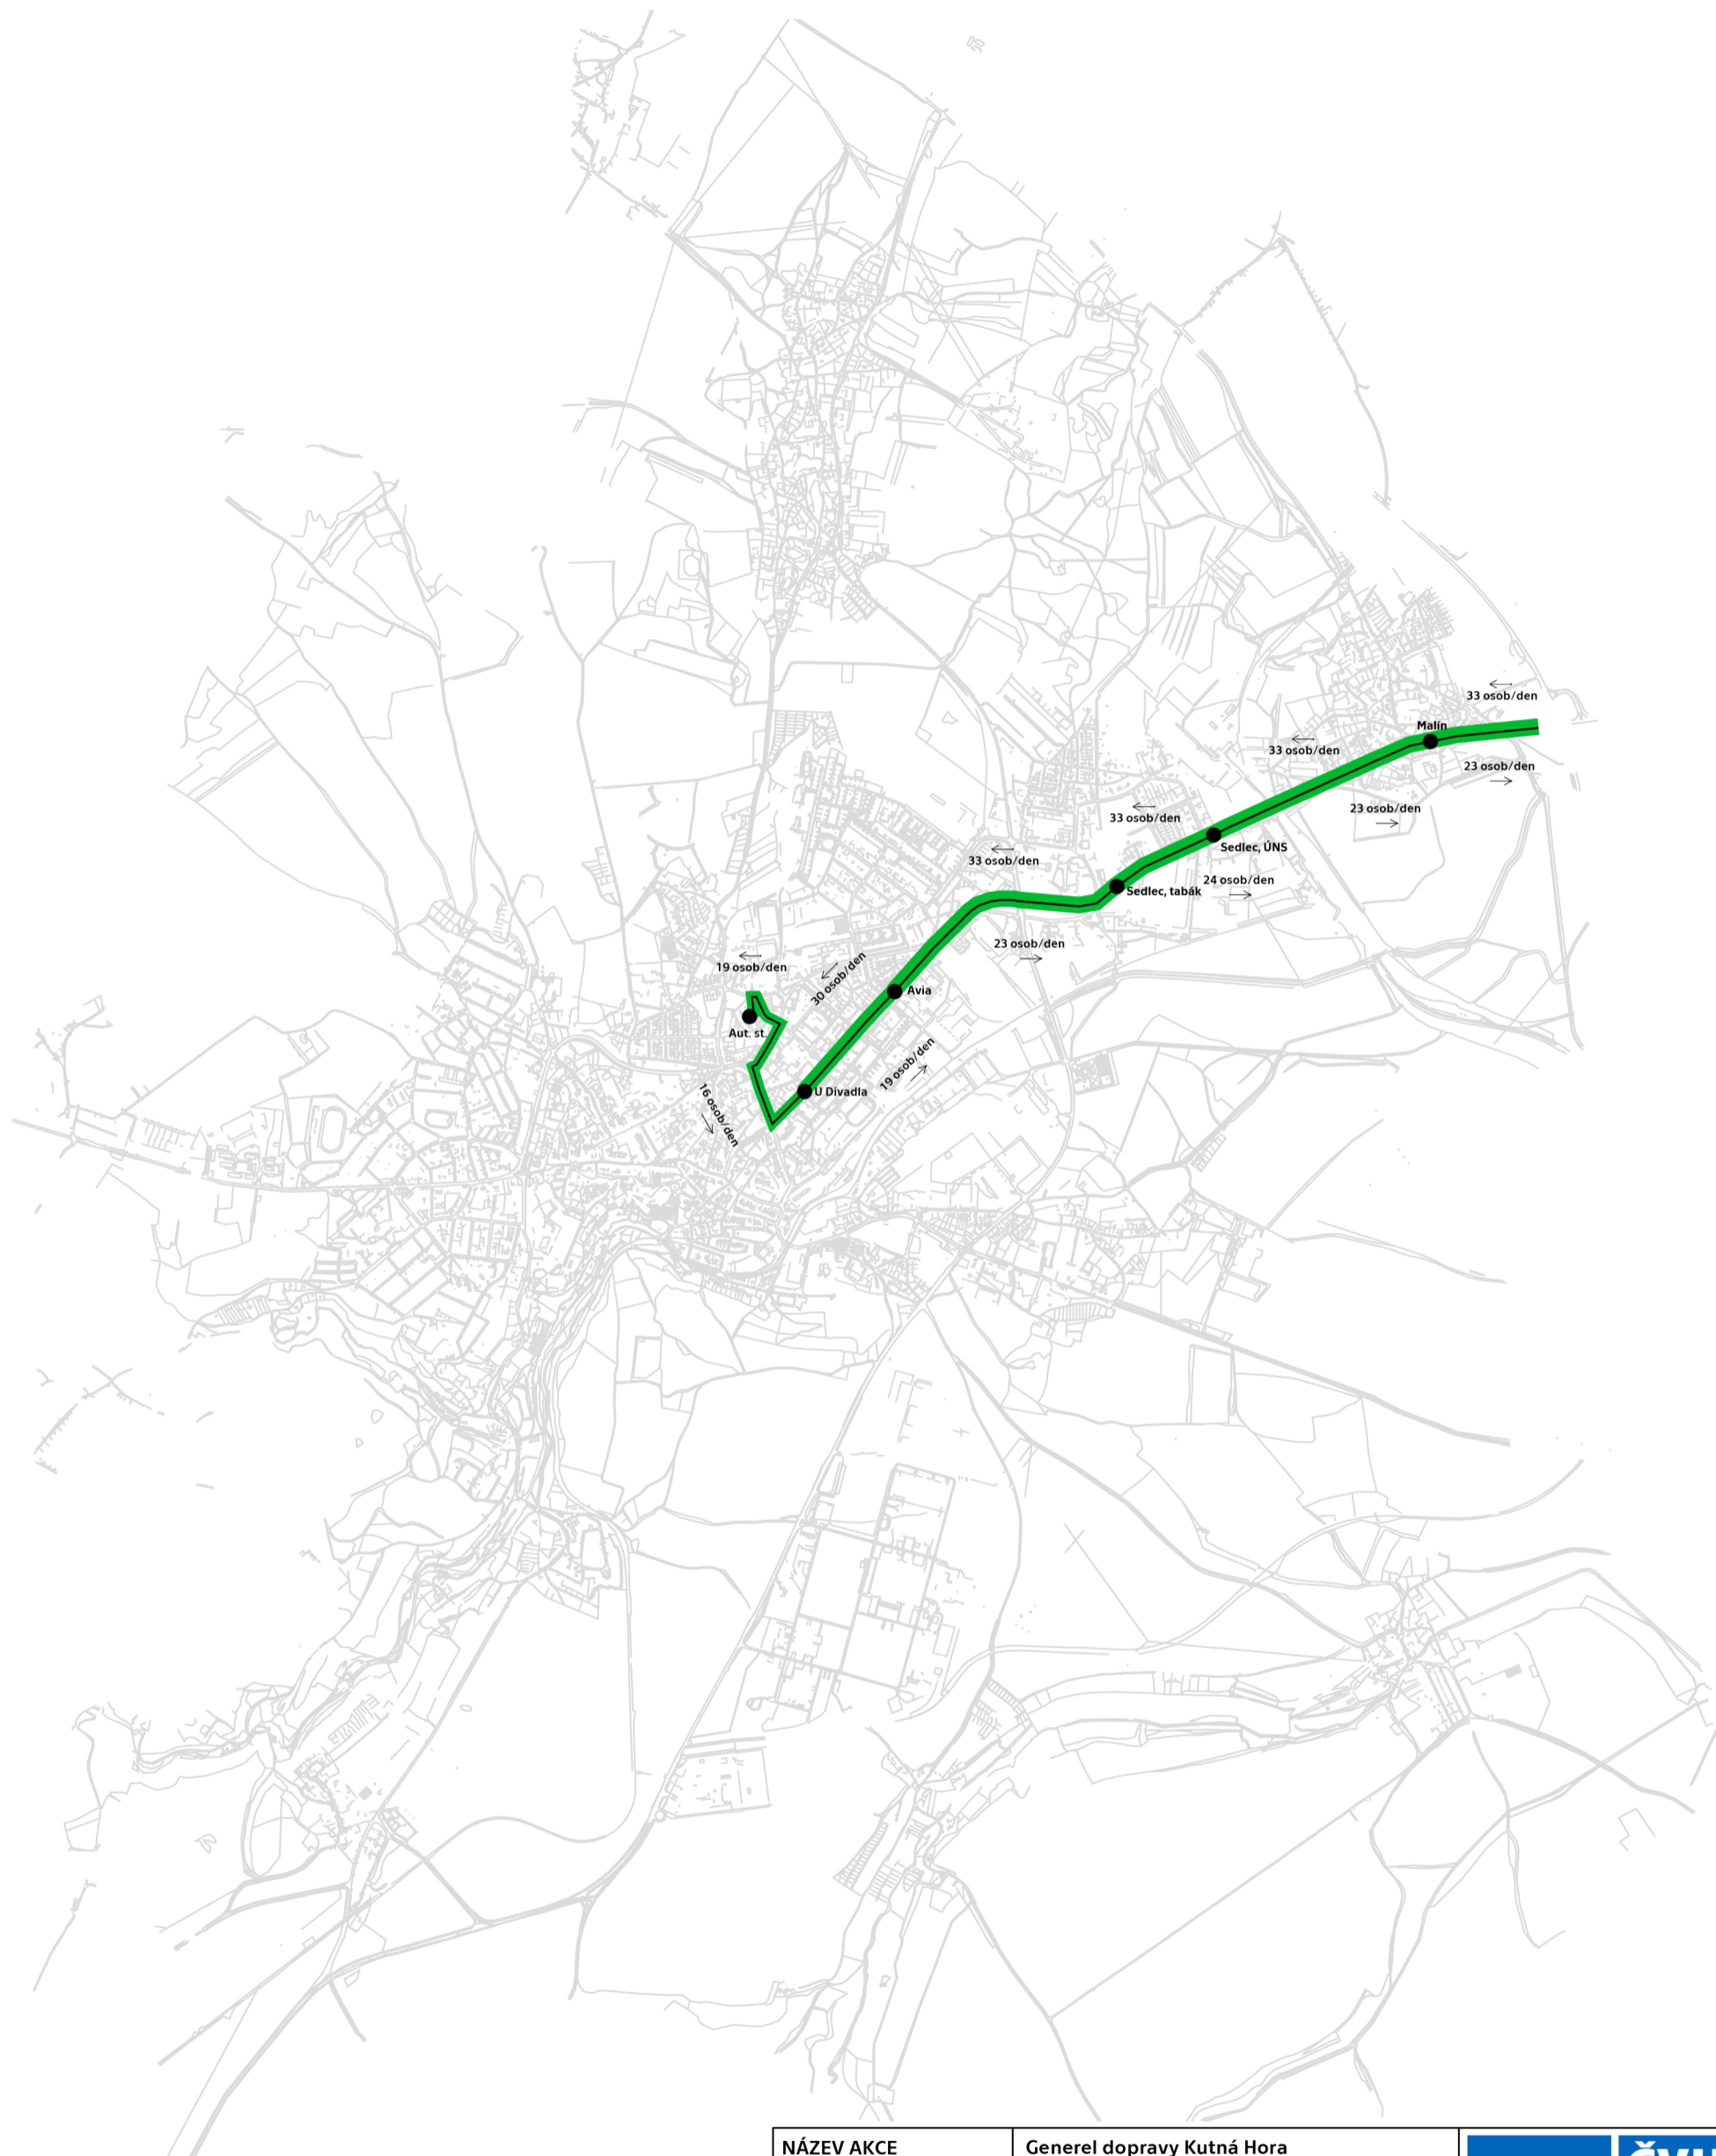 33 osob/den
Malín
33 osob/den
23 osob/den
33 osob/den
23 osob/den
Sedlec, ÚNS
33 osob/den
24 osob/den
Sedlec, tabák
23 osob/den
19 osob/den
30 osob/den
Avia
Aut. st.
19 osob/den
U Divadla
16 osob/den
NÁZEV AKCE
Generel dopravy Kutná Hora